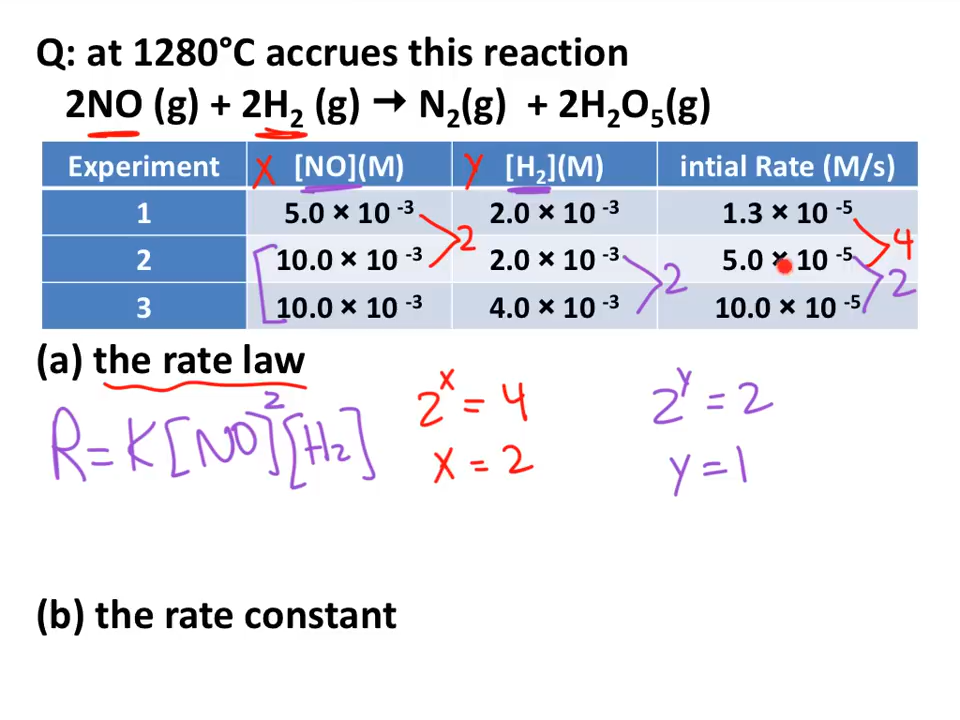 Q: at 1280°C accrues this reaction
2NO (g) + 2H₂ (g) → N₂(g) + 2H₂O₅(g)
Experiment X [NO](M) Y [H₂](M) intial Rate (M/s)
1 5.0 × 10 ⁻³ 2.0 × 10 ⁻³ 1.3 × 10 ⁻⁵
2 4
2 10.0 × 10 ⁻³ 2.0 × 10 ⁻³ 5.0 × 10 ⁻⁵
2 2
3 10.0 × 10 ⁻³ 4.0 × 10 ⁻³ 10.0 × 10 ⁻⁵
(a) the rate law
R = K [NO]² [H₂] 2ˣ = 4 2ʸ = 2
x = 2 y = 1
(b) the rate constant